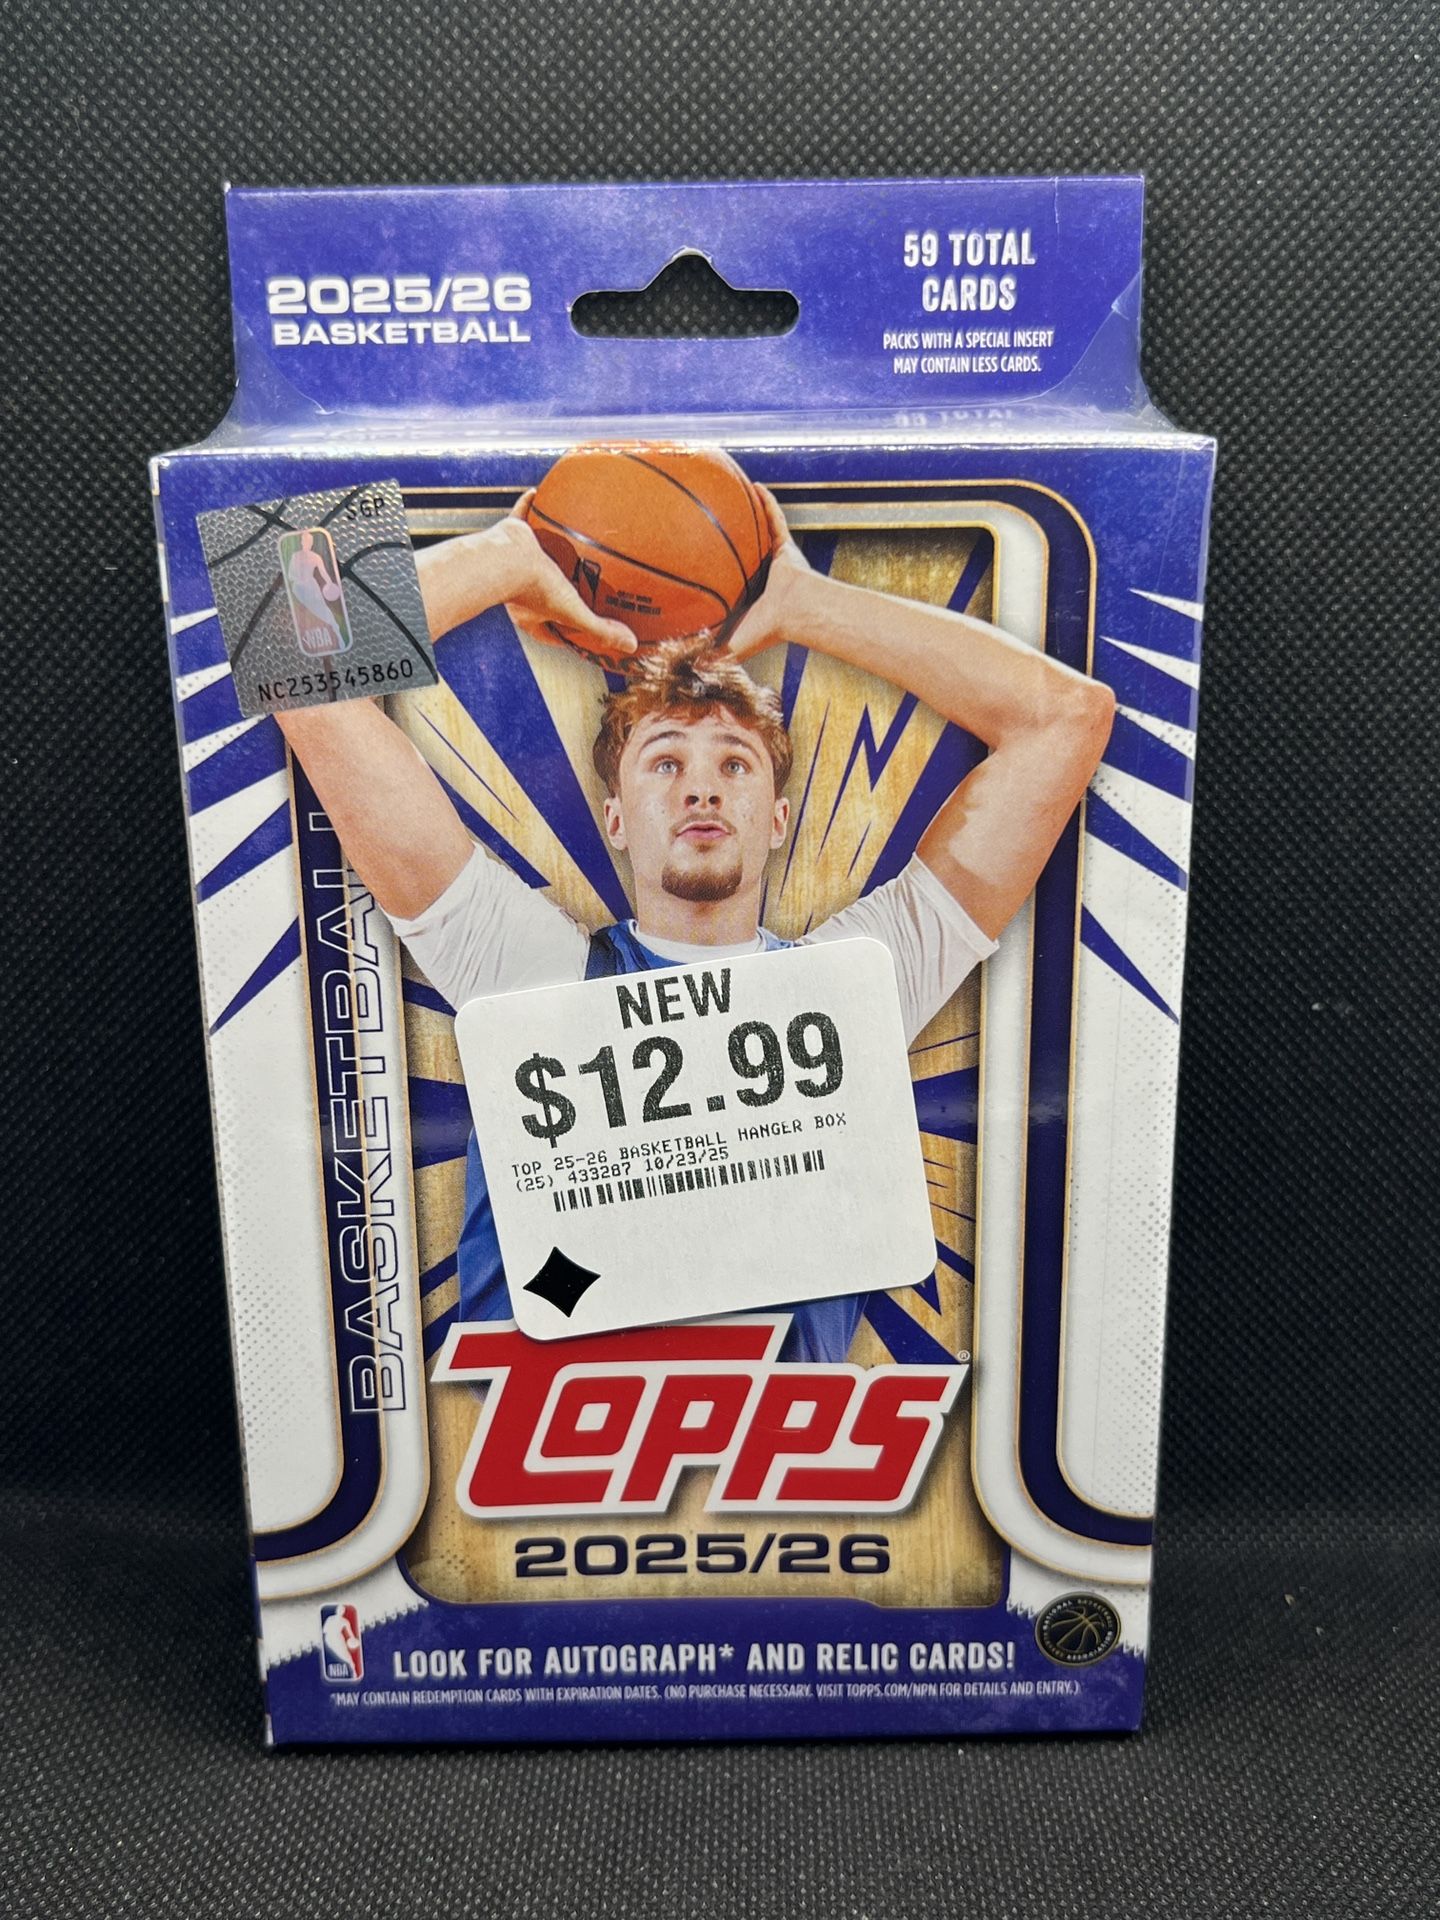 2025/26
BASKETBALL
59 TOTAL
CARDS
PACKS WITH A SPECIAL INSERT
MAY CONTAIN LESS CARDS.
SGP
NBA
NC253545860
BASKETBALL
NEW
$12.99
TOP 25-26 BASKETBALL HANGER BOX
(25) 433287 10/23/25
TOPPS®
2025/26
NBA
LOOK FOR AUTOGRAPH* AND RELIC CARDS!
*MAY CONTAIN REDEMPTION CARDS WITH EXPIRATION DATES. (NO PURCHASE NECESSARY. VISIT TOPPS.COM/NPN FOR DETAILS AND ENTRY.)